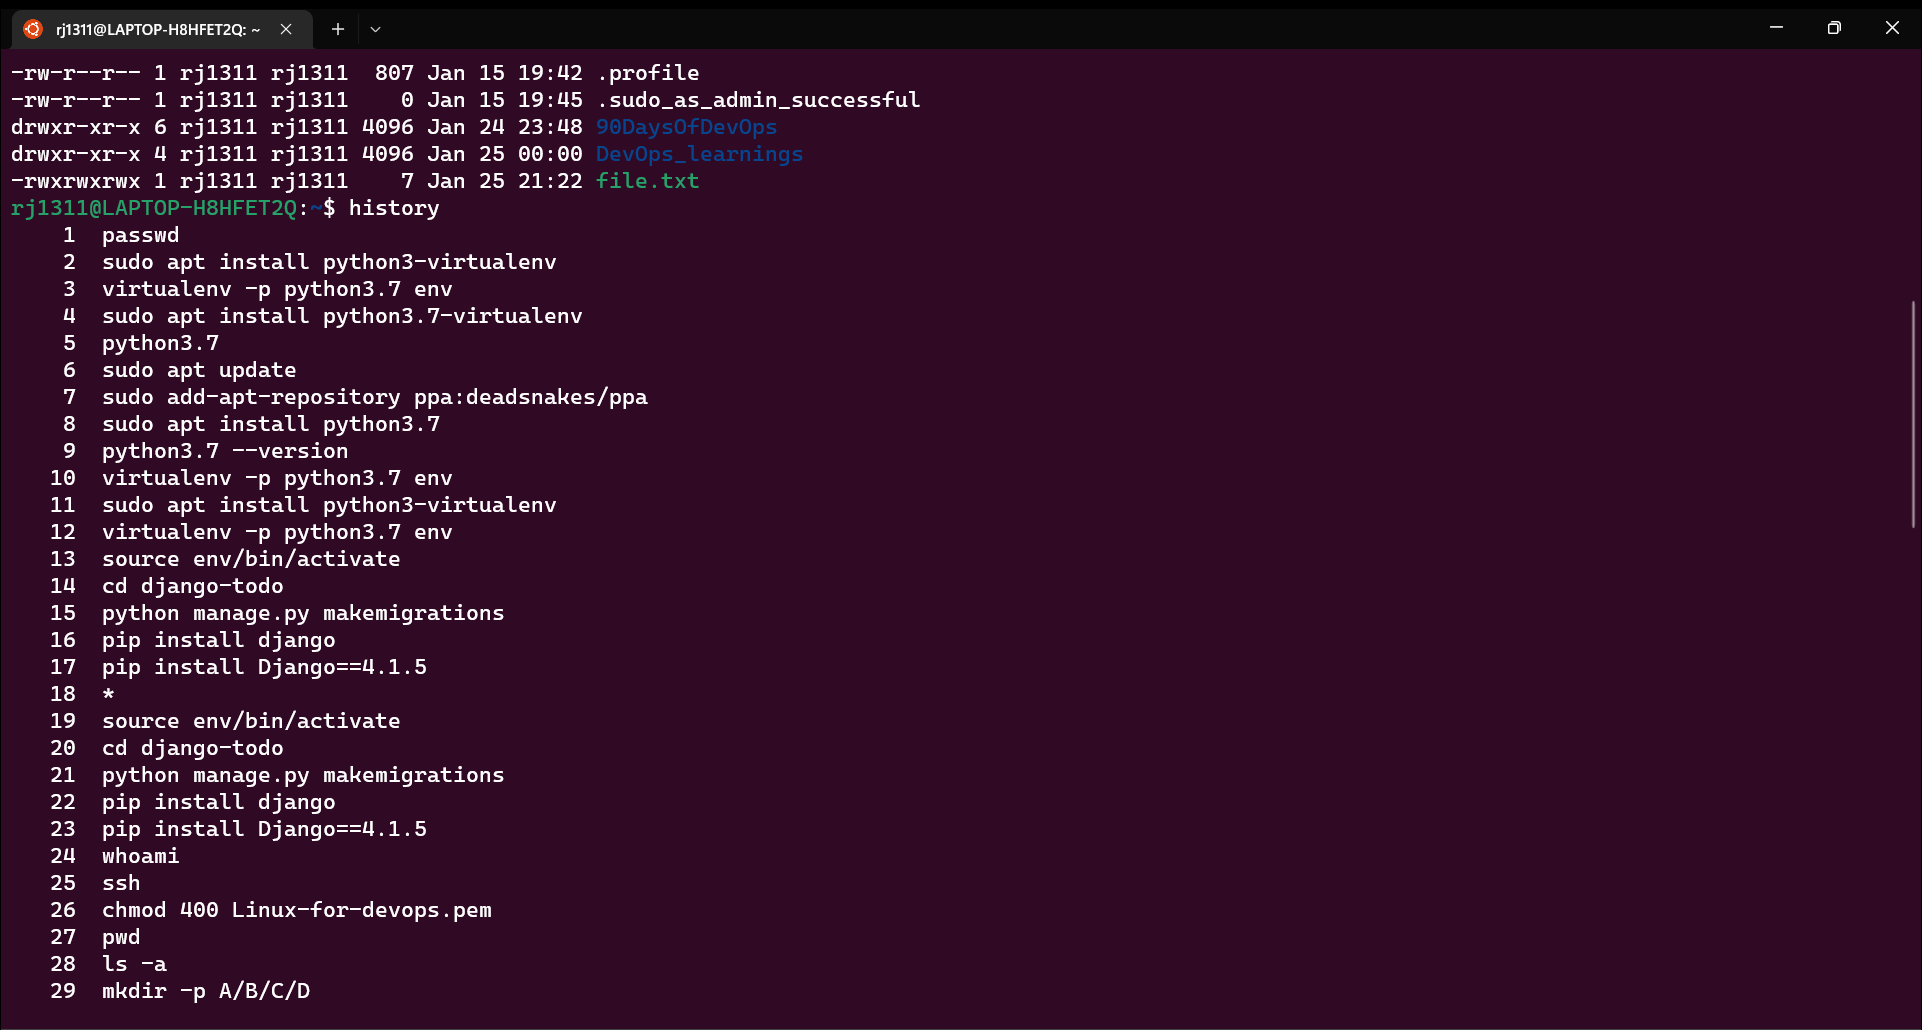 rj1311@LAPTOP-H8HFET2Q: ~
-rw-r--r-- 1 rj1311 rj1311  807 Jan 15 19:42 .profile
-rw-r--r-- 1 rj1311 rj1311    0 Jan 15 19:45 .sudo_as_admin_successful
drwxr-xr-x 6 rj1311 rj1311 4096 Jan 24 23:48 90DaysOfDevOps
drwxr-xr-x 4 rj1311 rj1311 4096 Jan 25 00:00 DevOps_learnings
-rwxrwxrwx 1 rj1311 rj1311    7 Jan 25 21:22 file.txt
rj1311@LAPTOP-H8HFET2Q:~$ history
    1  passwd
    2  sudo apt install python3-virtualenv
    3  virtualenv -p python3.7 env
    4  sudo apt install python3.7-virtualenv
    5  python3.7
    6  sudo apt update
    7  sudo add-apt-repository ppa:deadsnakes/ppa
    8  sudo apt install python3.7
    9  python3.7 --version
   10  virtualenv -p python3.7 env
   11  sudo apt install python3-virtualenv
   12  virtualenv -p python3.7 env
   13  source env/bin/activate
   14  cd django-todo
   15  python manage.py makemigrations
   16  pip install django
   17  pip install Django==4.1.5
   18  *
   19  source env/bin/activate
   20  cd django-todo
   21  python manage.py makemigrations
   22  pip install django
   23  pip install Django==4.1.5
   24  whoami
   25  ssh
   26  chmod 400 Linux-for-devops.pem
   27  pwd
   28  ls -a
   29  mkdir -p A/B/C/D